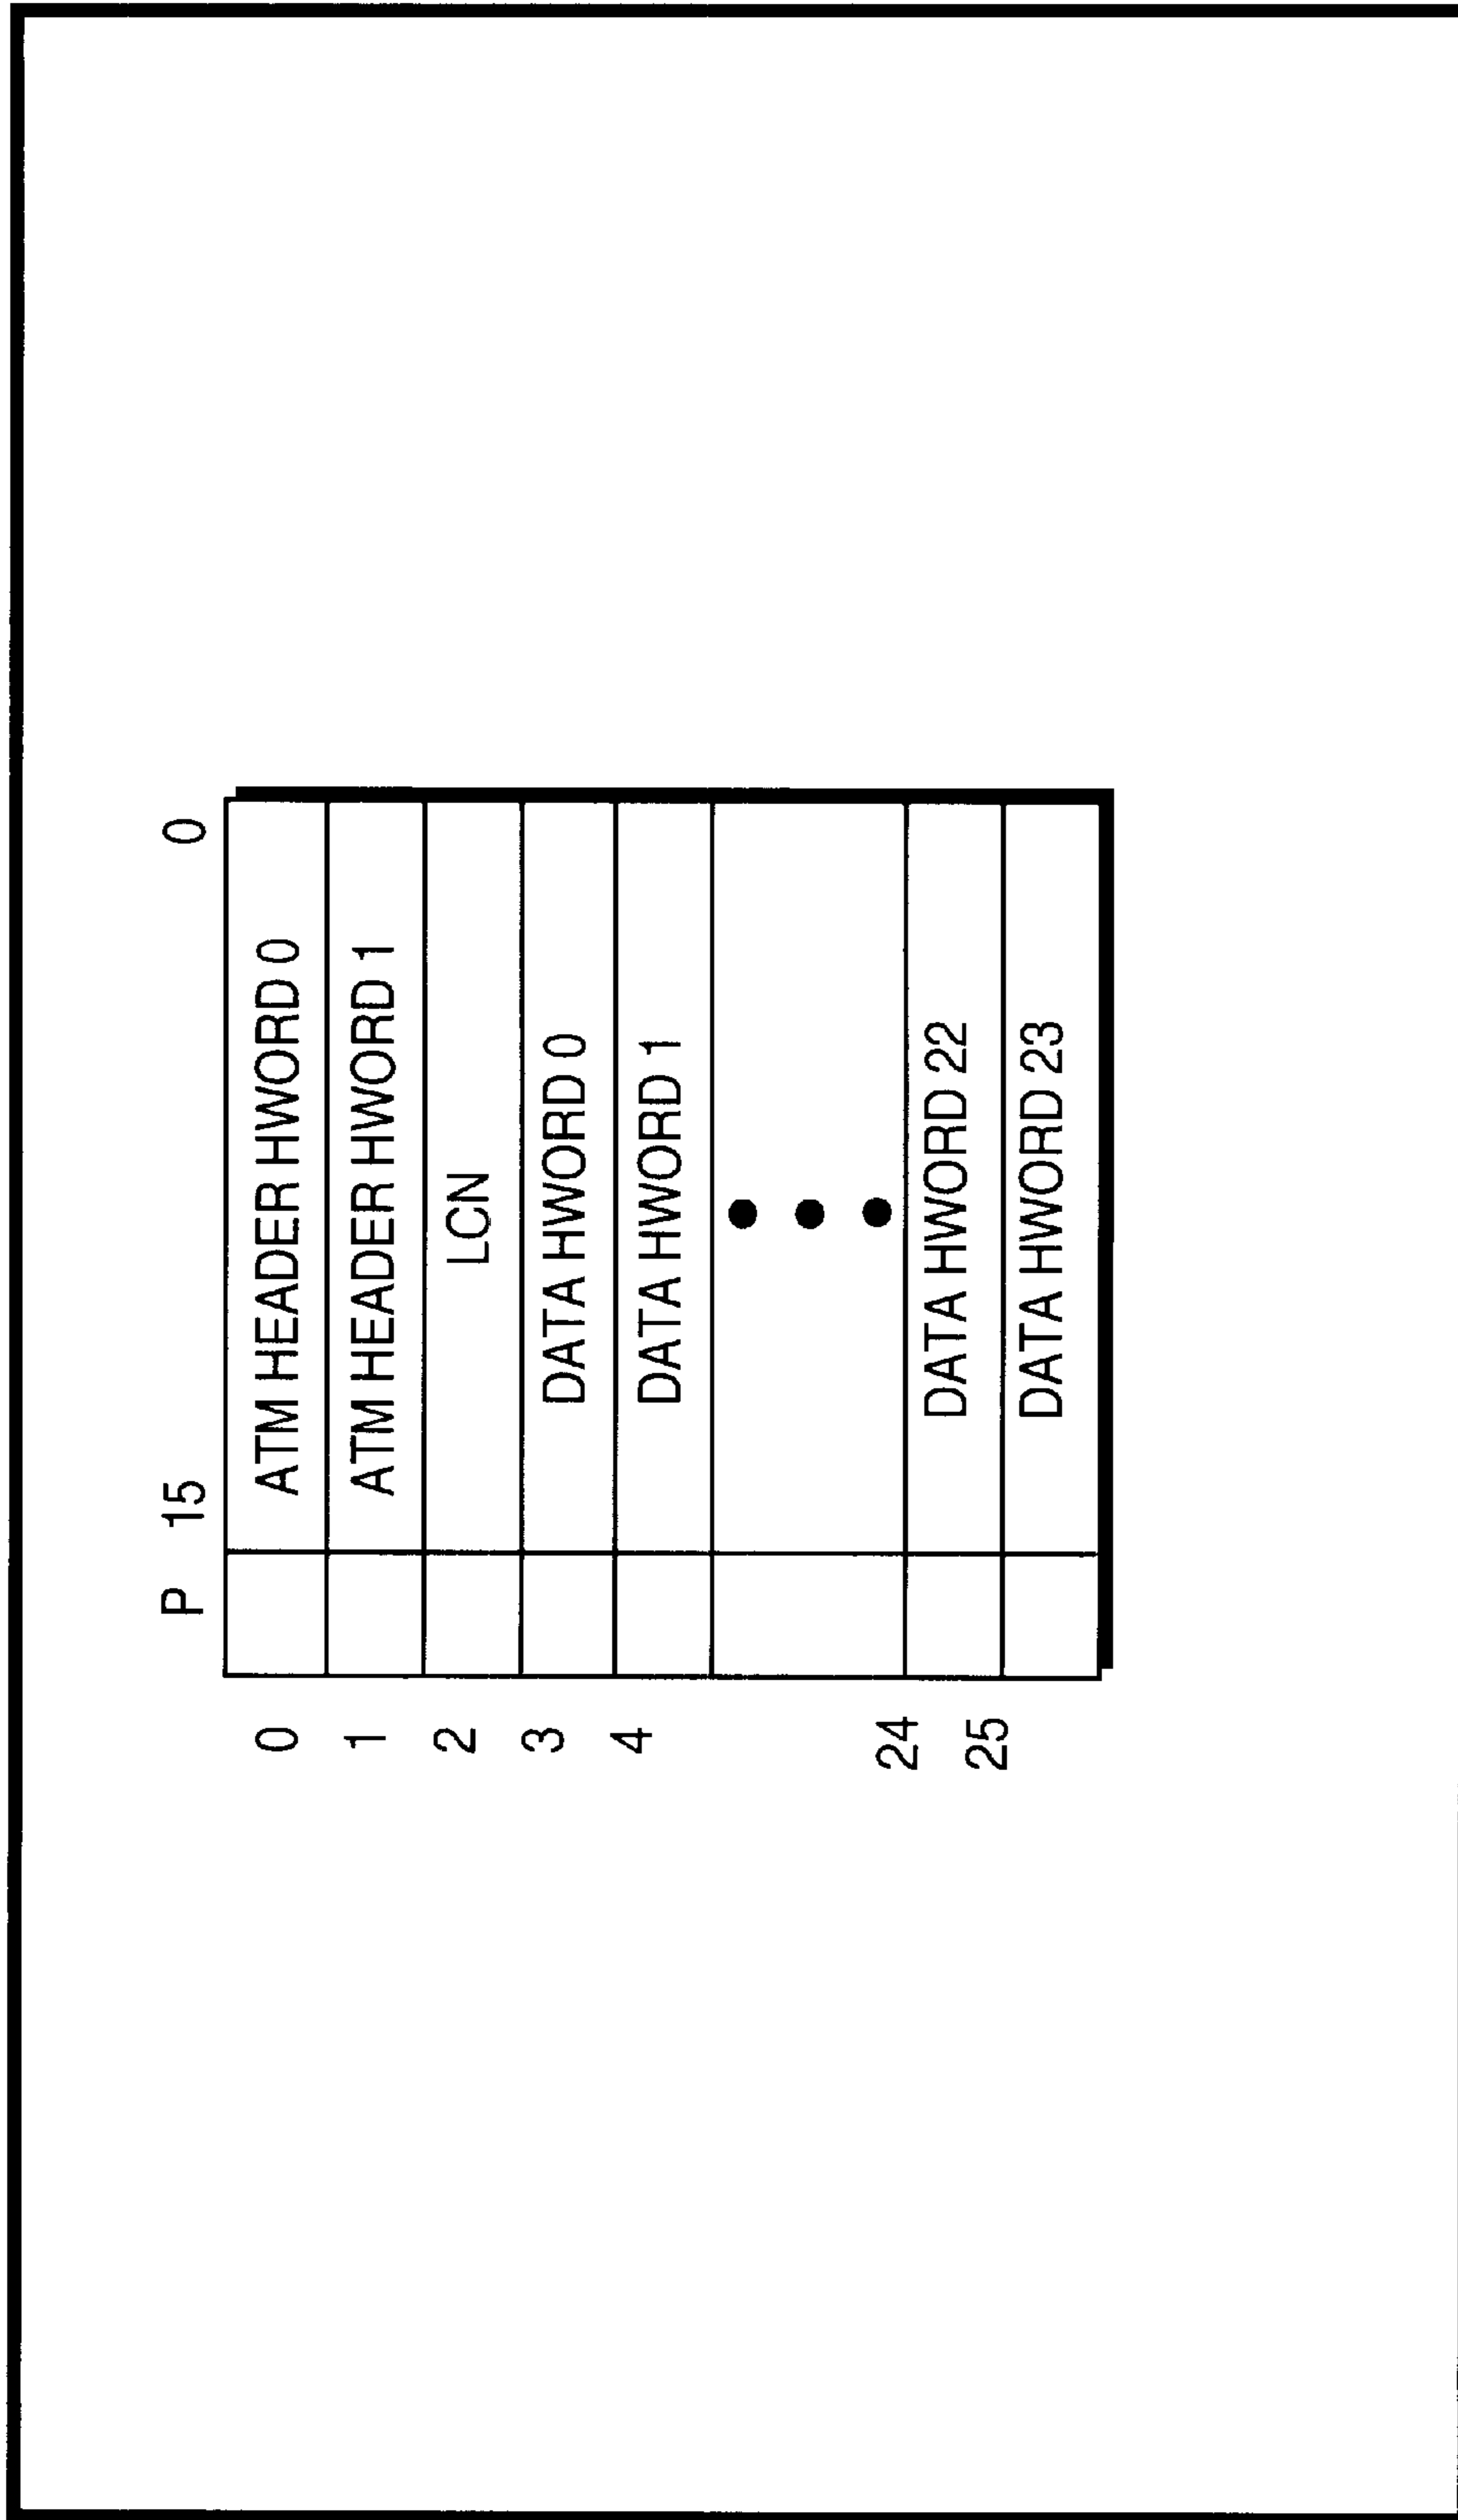 P 15 0
0 ATM HEADER HWORD 0
1 ATM HEADER HWORD 1
2 LCN
3 DATA HWORD 0
4 DATA HWORD 1
24 DATA HWORD 22
25 DATA HWORD 23